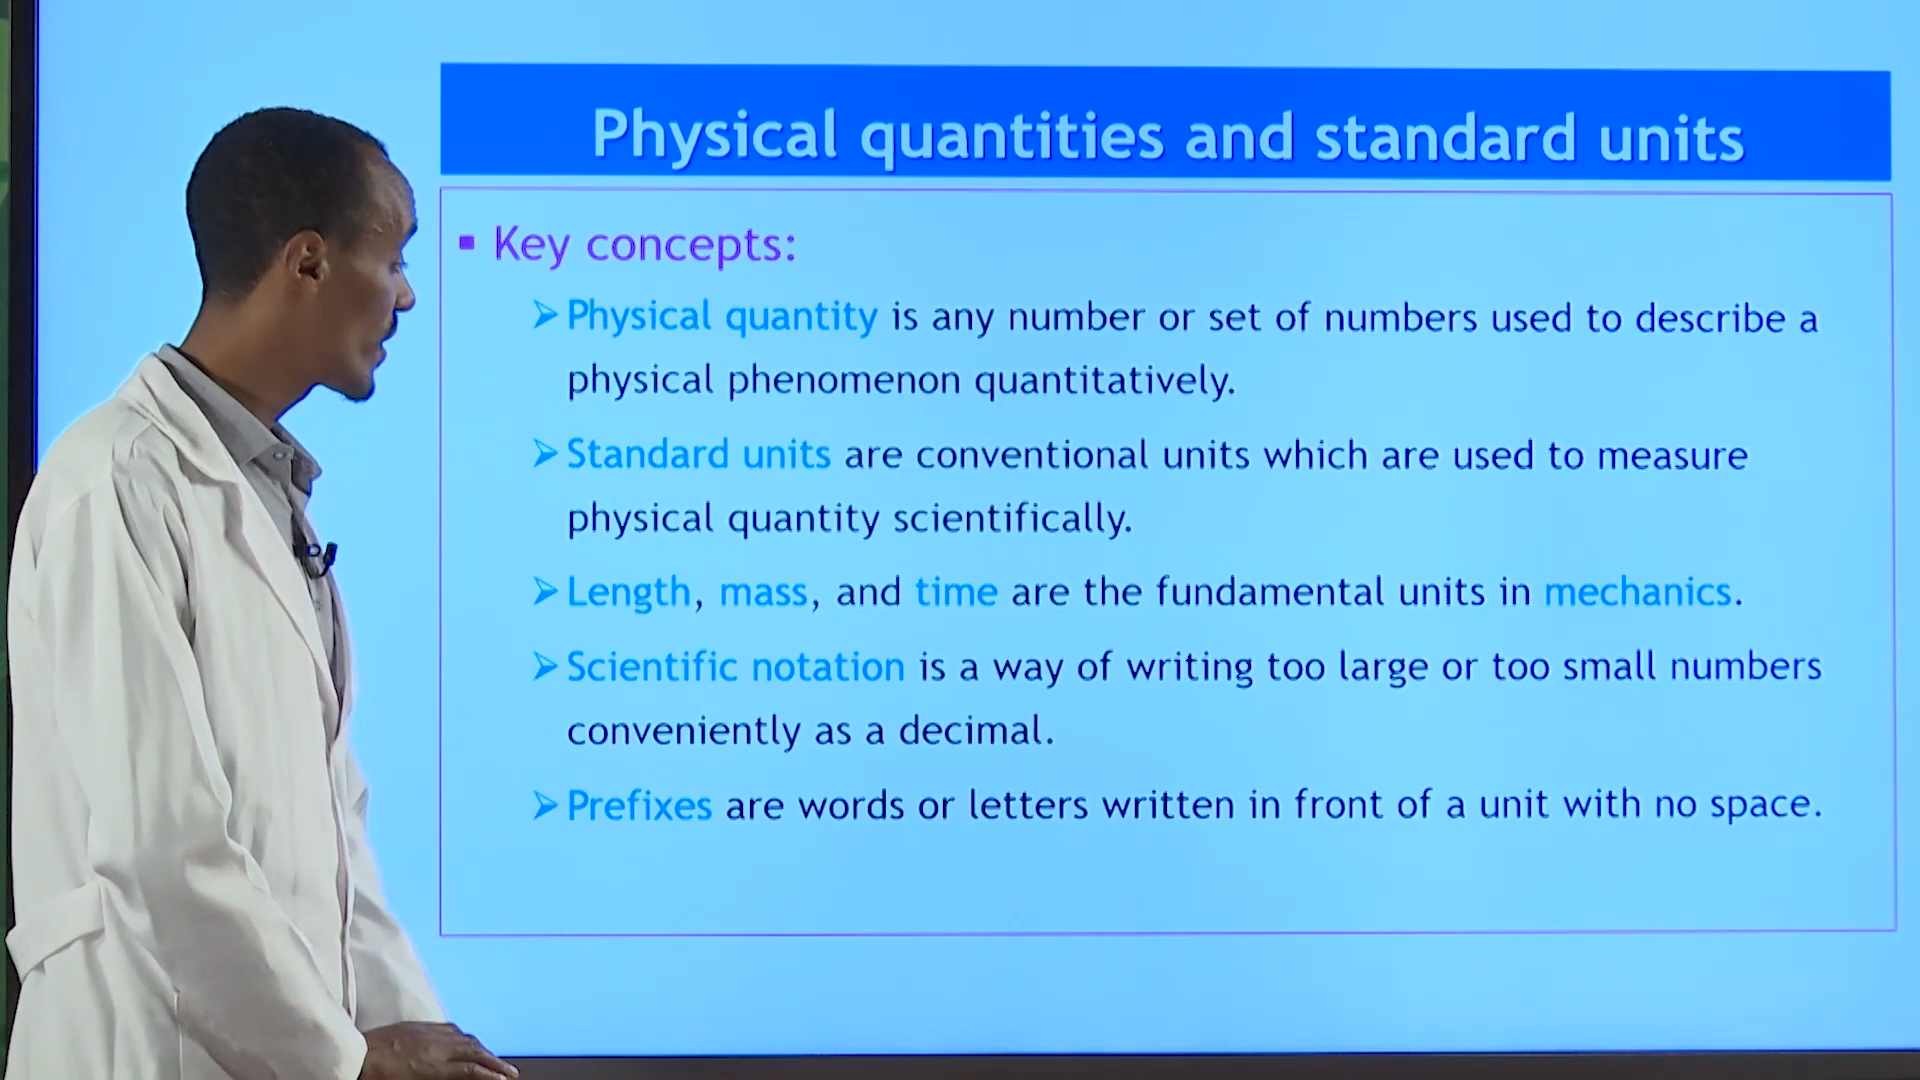 Physical quantities and standard units
▪ Key concepts:
➢ Physical quantity is any number or set of numbers used to describe a
physical phenomenon quantitatively.
➢ Standard units are conventional units which are used to measure
physical quantity scientifically.
➢ Length, mass, and time are the fundamental units in mechanics.
➢ Scientific notation is a way of writing too large or too small numbers
conveniently as a decimal.
➢ Prefixes are words or letters written in front of a unit with no space.